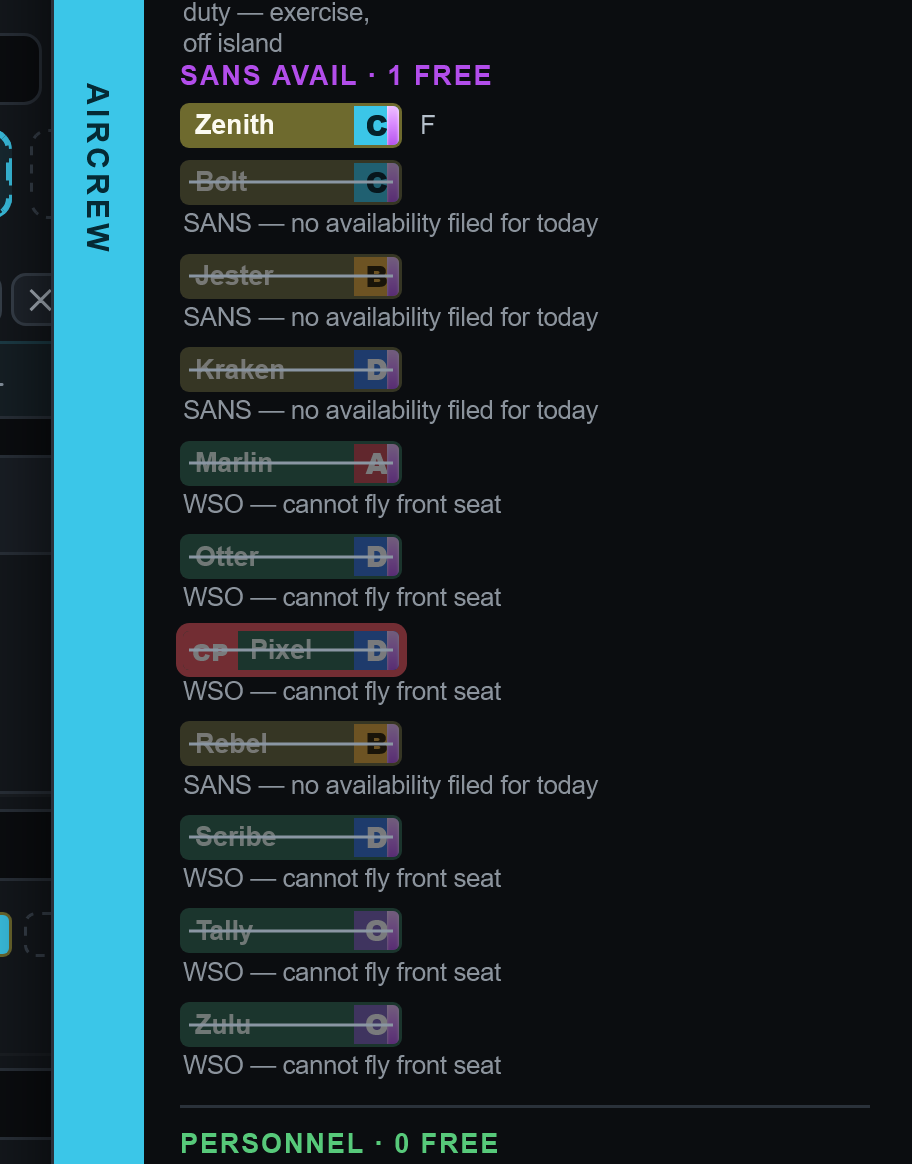 duty — exercise,
off island
SANS AVAIL · 1 FREE
AIRCREW
Zenith C F
Bolt C
SANS — no availability filed for today
Jester B
SANS — no availability filed for today
Kraken D
SANS — no availability filed for today
Marlin A
WSO — cannot fly front seat
Otter D
WSO — cannot fly front seat
CP Pixel D
WSO — cannot fly front seat
Rebel B
SANS — no availability filed for today
Scribe D
WSO — cannot fly front seat
Tally O
WSO — cannot fly front seat
Zulu O
WSO — cannot fly front seat
PERSONNEL · 0 FREE